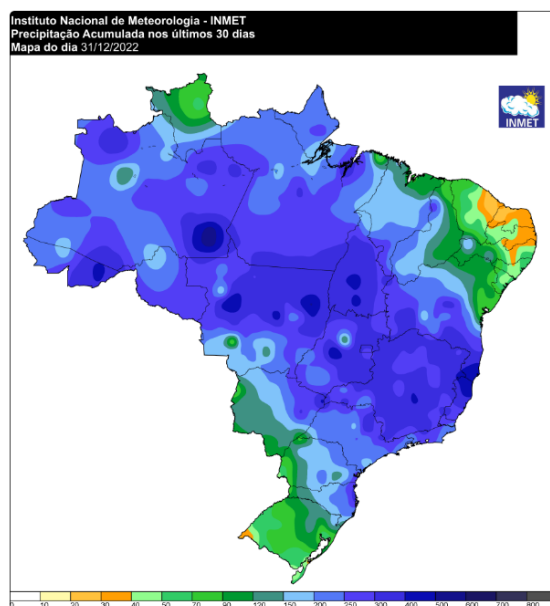 Instituto Nacional de Meteorologia - INMET
Precipitação Acumulada nos últimos 30 dias
Mapa do dia 31/12/2022
INMET
0 10 20 30 40 50 70 90 120 150 200 250 300 400 500 600 700 800